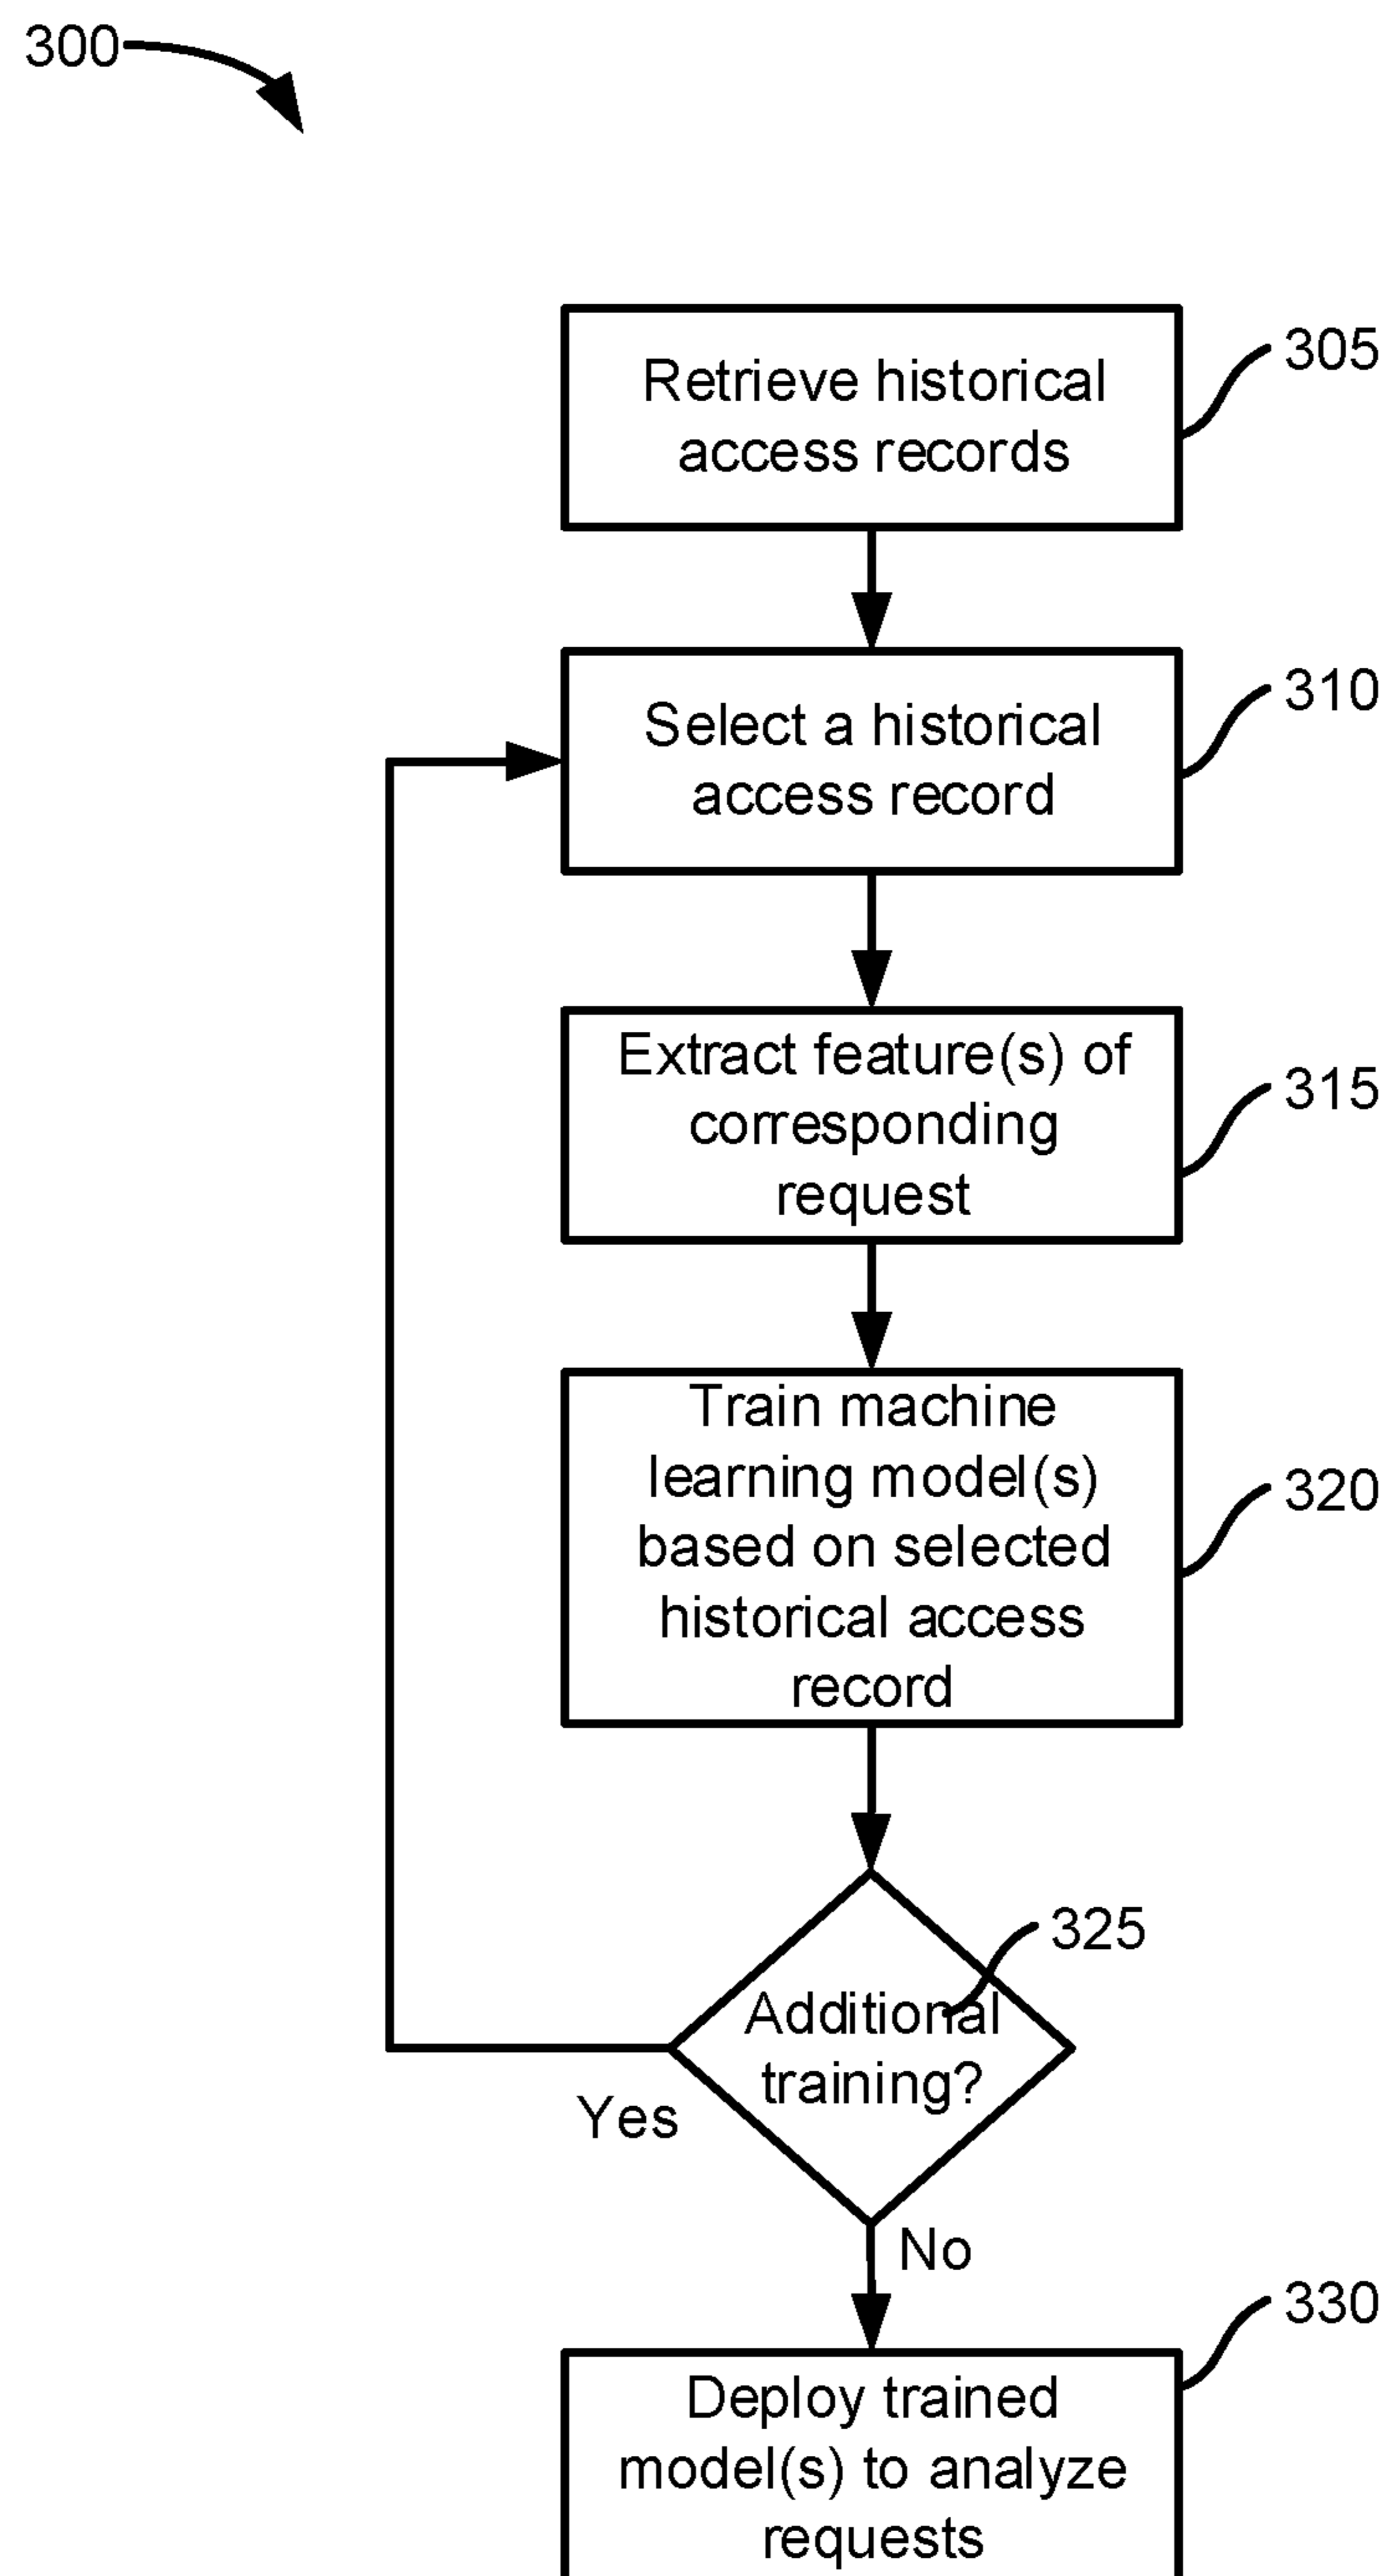 300
Retrieve historical
access records
305
Select a historical
access record
310
Extract feature(s) of
corresponding
request
315
Train machine
learning model(s)
based on selected
historical access
record
320
325
Additional
training?
Yes
No
330
Deploy trained
model(s) to analyze
requests